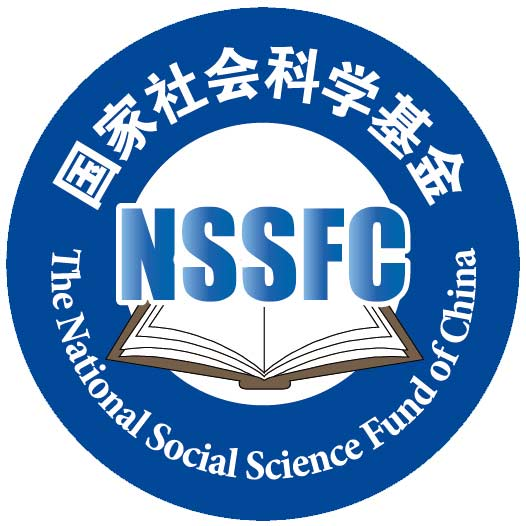 国家社会科学基金
NSSFC
The National Social Science Fund of China